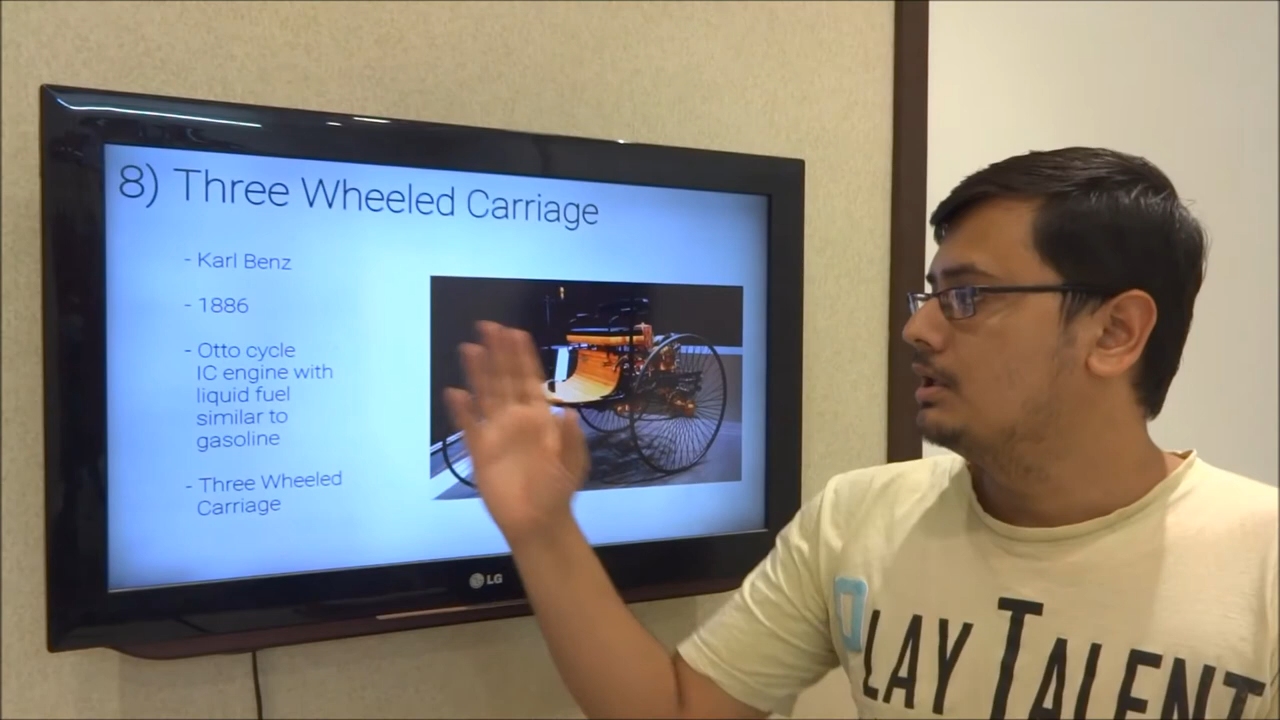 8) Three Wheeled Carriage
- Karl Benz
- 1886
- Otto cycle
IC engine with
liquid fuel
similar to
gasoline
- Three Wheeled
Carriage
LG
PLAY TALENT